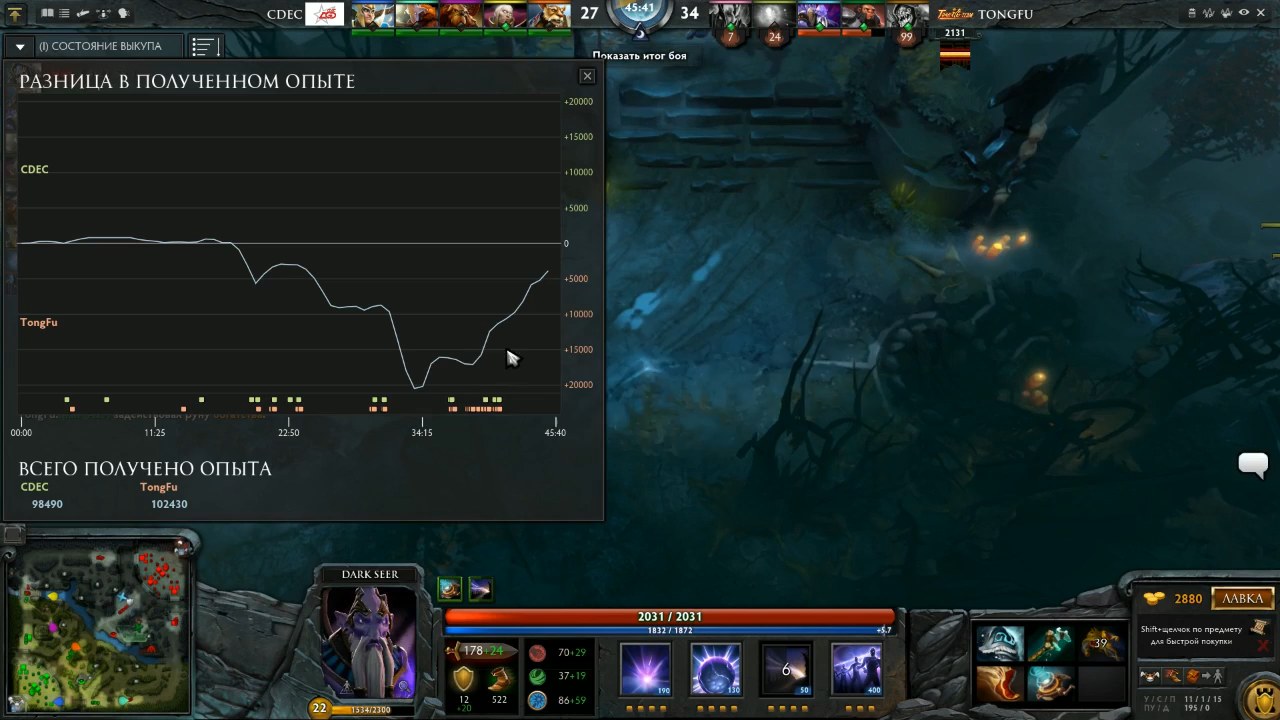 CDEC
27
45:41
34
TONGFU
7
24
99
2131
(I) СОСТОЯНИЕ ВЫКУПА
Показать итог боя
РАЗНИЦА В ПОЛУЧЕННОМ ОПЫТЕ
+20000
+15000
CDEC
+10000
+5000
0
+5000
+10000
TongFu
+15000
+20000
00:00
11:25
22:50
34:15
45:40
ВСЕГО ПОЛУЧЕНО ОПЫТА
CDEC
TongFu
98490
102430
DARK SEER
2031 / 2031
1832 / 1872
+5.7
178+24
70+29
37+19
86+59
12
+20
522
22
1534/2300
190
130
6
50
400
39
2880
ЛАВКА
Shift+щелчок по предмету
для быстрой покупки
У / С / П 11 / 1 / 15
ПУ / Д 195 / 0